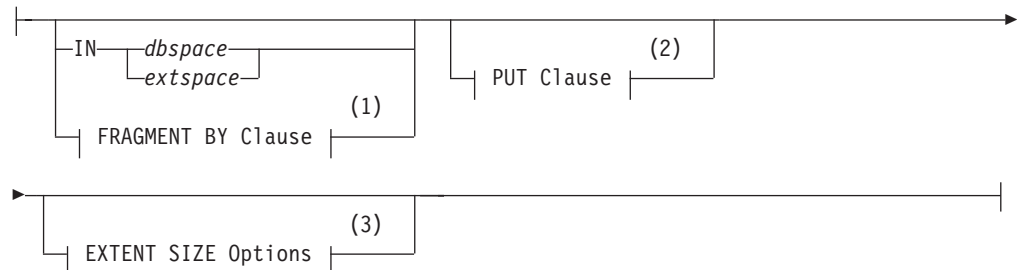 IN dbspace
extspace
(2)
PUT Clause
(1)
FRAGMENT BY Clause
(3)
EXTENT SIZE Options